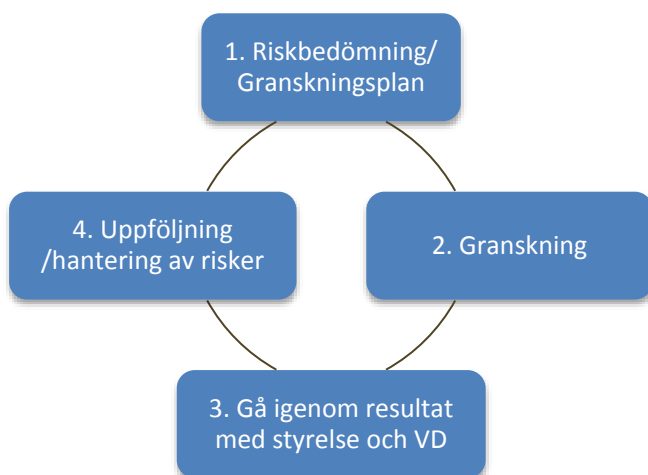 1. Riskbedömning/
Granskningsplan
2. Granskning
3. Gå igenom resultat
med styrelse och VD
4. Uppföljning
/hantering av risker